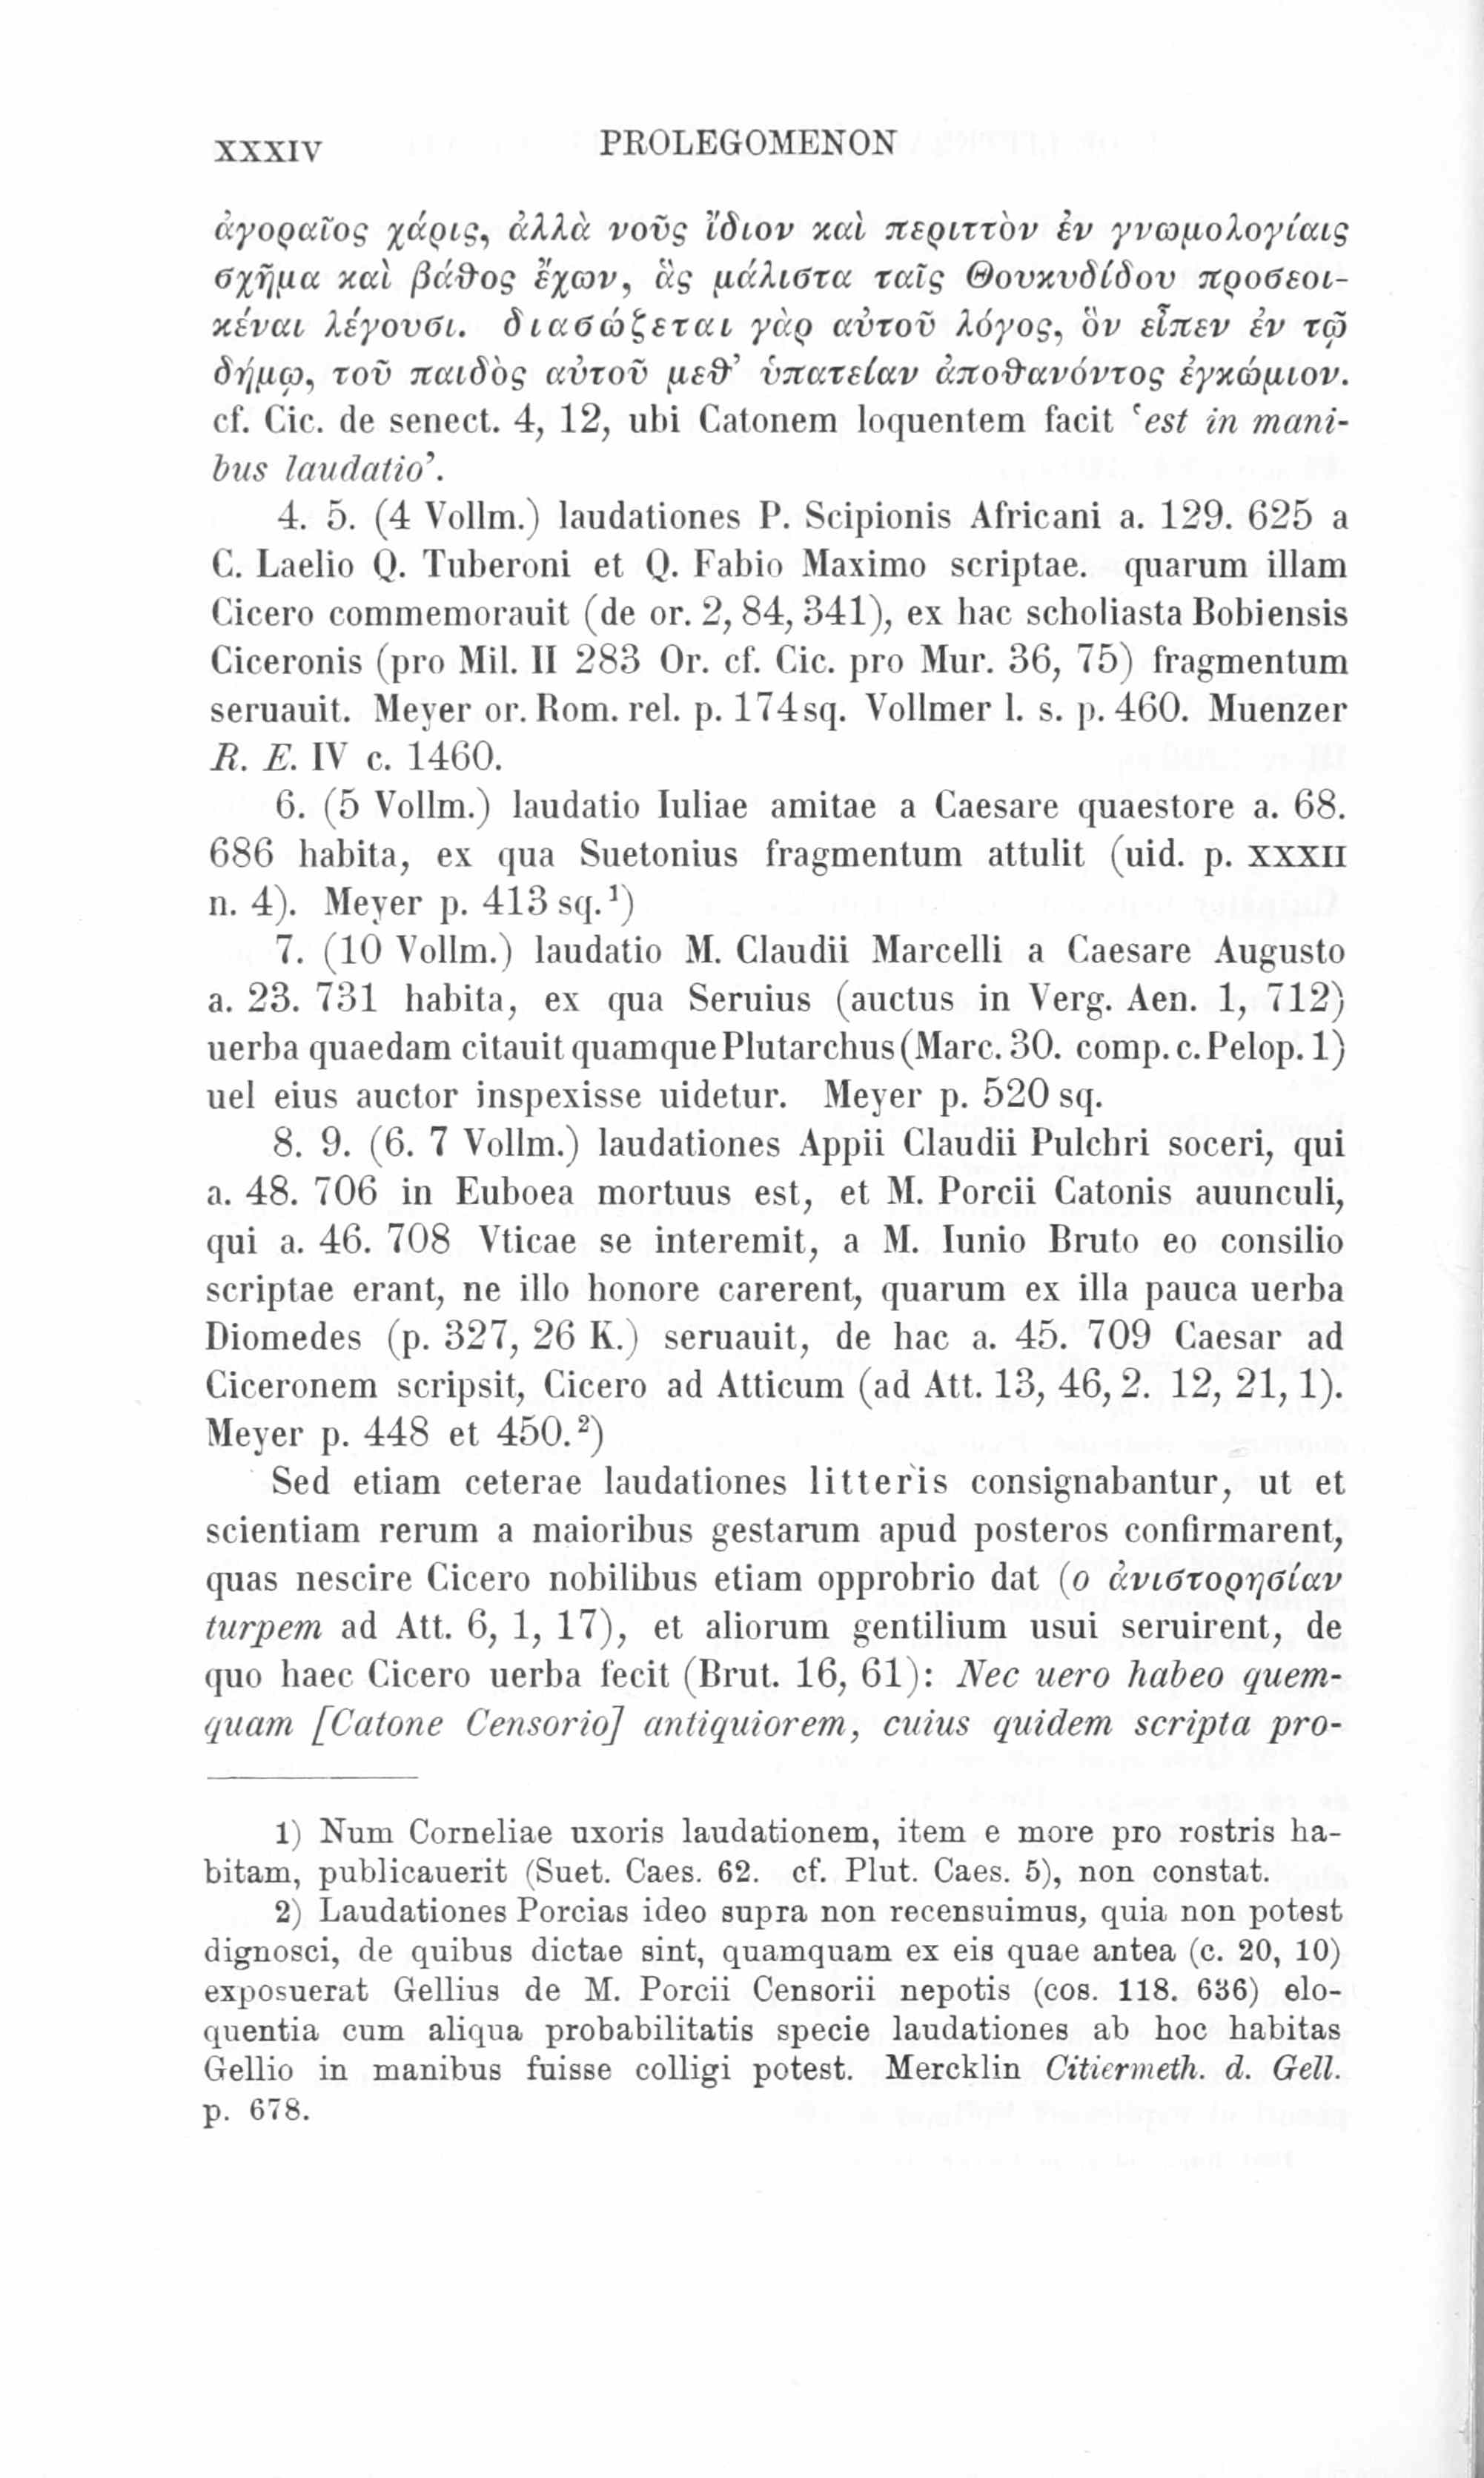 XXXIV PROLEGOMENON
ἀγοραῖος χάρις, ἀλλὰ νοῦς ἴδιον καὶ περιττὸν ἐν γνωμολογίαις
σχῆμα καὶ βάθος ἔχων, ἃς μάλιστα ταῖς Θουκυδίδου προσεοι-
κέναι λέγουσι. διασώζεται γὰρ αὐτοῦ λόγος, ὃν εἶπεν ἐν τῷ
δήμῳ, τοῦ παιδὸς αὐτοῦ μεθ’ ὑπατείαν ἀποθανόντος ἐγκώμιον.
cf. Cic. de senect. 4, 12, ubi Catonem loquentem facit ‘est in mani-
bus laudatio’.
4. 5. (4 Vollm.) laudationes P. Scipionis Africani a. 129. 625 a
C. Laelio Q. Tuberoni et Q. Fabio Maximo scriptae. quarum illam
Cicero commemorauit (de or. 2, 84, 341), ex hac scholiasta Bobiensis
Ciceronis (pro Mil. II 283 Or. cf. Cic. pro Mur. 36, 75) fragmentum
seruauit. Meyer or. Rom. rel. p. 174 sq. Vollmer l. s. p. 460. Muenzer
R. E. IV c. 1460.
6. (5 Vollm.) laudatio Iuliae amitae a Caesare quaestore a. 68.
686 habita, ex qua Suetonius fragmentum attulit (uid. p. XXXII
n. 4). Meyer p. 413 sq.¹)
7. (10 Vollm.) laudatio M. Claudii Marcelli a Caesare Augusto
a. 23. 731 habita, ex qua Seruius (auctus in Verg. Aen. 1, 712)
uerba quaedam citauit quamque Plutarchus (Marc. 30. comp. c. Pelop. 1)
uel eius auctor inspexisse uidetur. Meyer p. 520 sq.
8. 9. (6. 7 Vollm.) laudationes Appii Claudii Pulchri soceri, qui
a. 48. 706 in Euboea mortuus est, et M. Porcii Catonis auunculi,
qui a. 46. 708 Vticae se interemit, a M. Iunio Bruto eo consilio
scriptae erant, ne illo honore carerent, quarum ex illa pauca uerba
Diomedes (p. 327, 26 K.) seruauit, de hac a. 45. 709 Caesar ad
Ciceronem scripsit, Cicero ad Atticum (ad Att. 13, 46, 2. 12, 21, 1).
Meyer p. 448 et 450.²)
Sed etiam ceterae laudationes litteris consignabantur, ut et
scientiam rerum a maioribus gestarum apud posteros confirmarent,
quas nescire Cicero nobilibus etiam opprobrio dat (o ἀνιστορησίαν
turpem ad Att. 6, 1, 17), et aliorum gentilium usui seruirent, de
quo haec Cicero uerba fecit (Brut. 16, 61): Nec uero habeo quem-
quam [Catone Censorio] antiquiorem, cuius quidem scripta pro-
1) Num Corneliae uxoris laudationem, item e more pro rostris ha-
bitam, publicauerit (Suet. Caes. 62. cf. Plut. Caes. 5), non constat.
2) Laudationes Porcias ideo supra non recensuimus, quia non potest
dignosci, de quibus dictae sint, quamquam ex eis quae antea (c. 20, 10)
exposuerat Gellius de M. Porcii Censorii nepotis (cos. 118. 636) elo-
quentia cum aliqua probabilitatis specie laudationes ab hoc habitas
Gellio in manibus fuisse colligi potest. Mercklin Citiermeth. d. Gell.
p. 678.